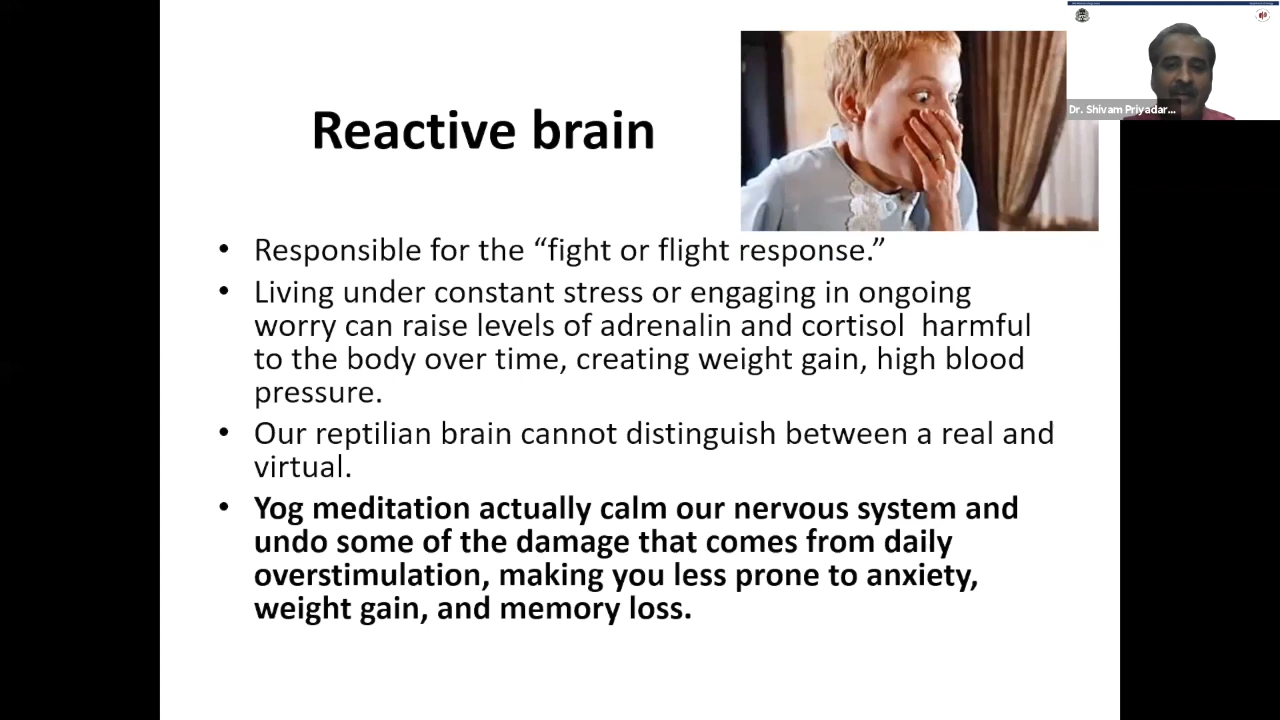 Reactive brain
Dr. Shivam Priyadar...
• Responsible for the “fight or flight response.”
• Living under constant stress or engaging in ongoing
worry can raise levels of adrenalin and cortisol  harmful
to the body over time, creating weight gain, high blood
pressure.
• Our reptilian brain cannot distinguish between a real and
virtual.
• Yog meditation actually calm our nervous system and
undo some of the damage that comes from daily
overstimulation, making you less prone to anxiety,
weight gain, and memory loss.